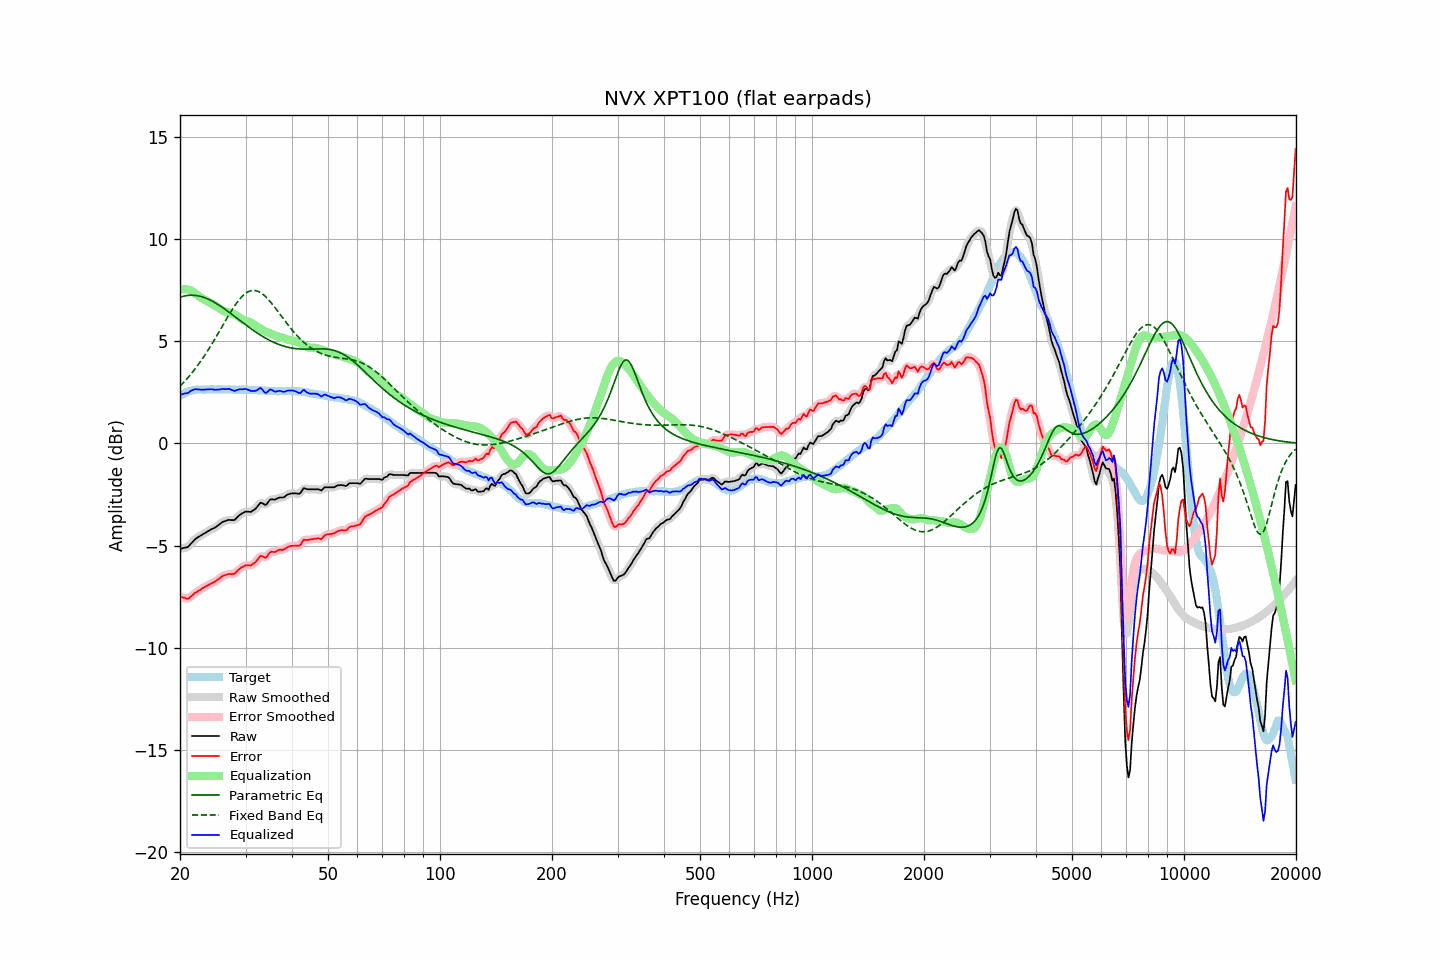 NVX XPT100 (flat earpads)
15
10
5
0
−5
−10
−15
−20
Amplitude (dBr)
Target
Raw Smoothed
Error Smoothed
Raw
Error
Equalization
Parametric Eq
Fixed Band Eq
Equalized
20 50 100 200 500 1000 2000 5000 10000 20000
Frequency (Hz)